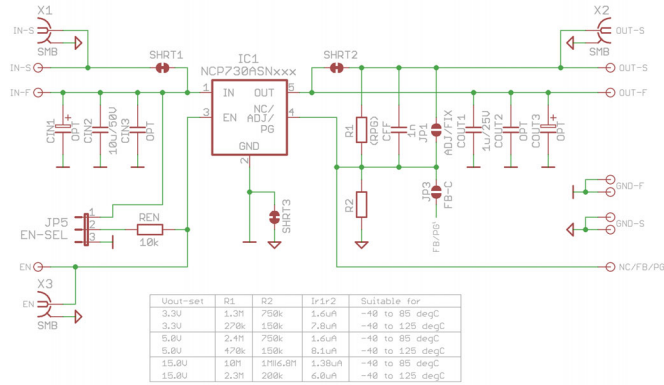 X1
IN-S
SMB
IN-S
IN-F
SHRT1
IC1
NCP730ASNxxx
1 IN OUT 5
3 EN NC/ 4
ADJ/
PG
GND
2
SHRT2
X2
OUT-S
SMB
OUT-S
OUT-F
CIN1
OPT
CIN2
10u/50V
CIN3
OPT
R1
(RPG)
CFF
1n
JP1
ADJ/FIX
COUT1
1u/25V
COUT2
OPT
COUT3
OPT
R2
JP3
FB-C
FB/PG
SHRT3
GND-F
GND-S
JP5
EN-SEL
1
2
3
REN
10k
EN
NC/FB/PG
X3
EN
SMB
Vout-set R1 R2 Ir1r2 Suitable for
3.3V 1.3M 750k 1.6uA -40 to 85 degC
3.3V 270k 150k 7.8uA -40 to 125 degC
5.0V 2.4M 750k 1.6uA -40 to 85 degC
5.0V 470k 150k 8.1uA -40 to 125 degC
15.0V 10M 1MII6.8M 1.38uA -40 to 85 degC
15.0V 2.3M 200k 6.0uA -40 to 125 degC